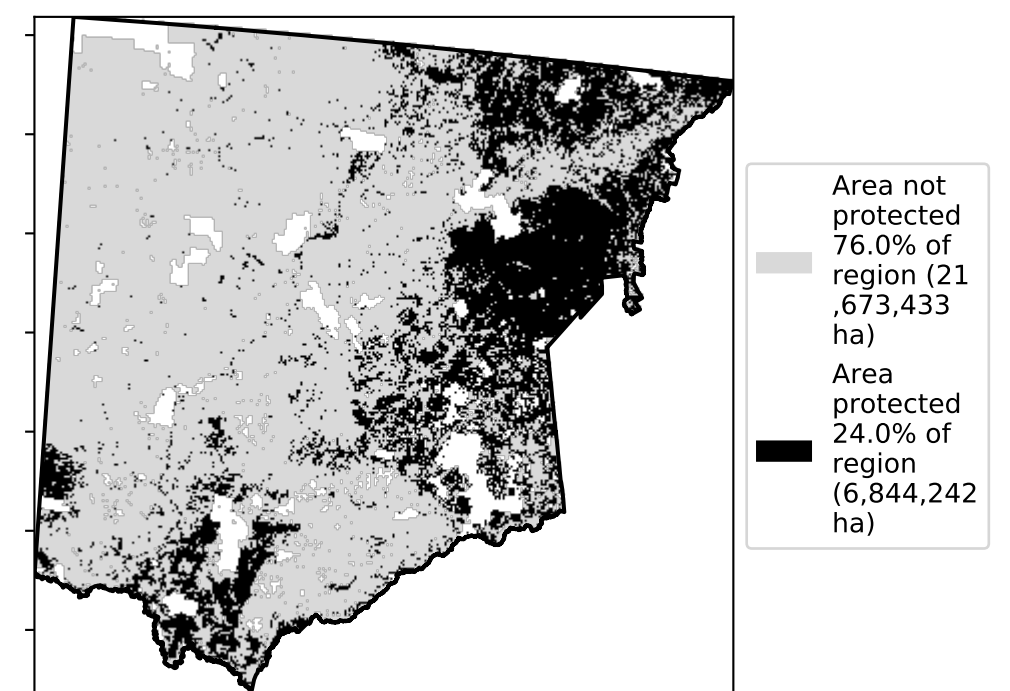 Area not
protected
76.0% of
region (21
,673,433
ha)
Area
protected
24.0% of
region
(6,844,242
ha)